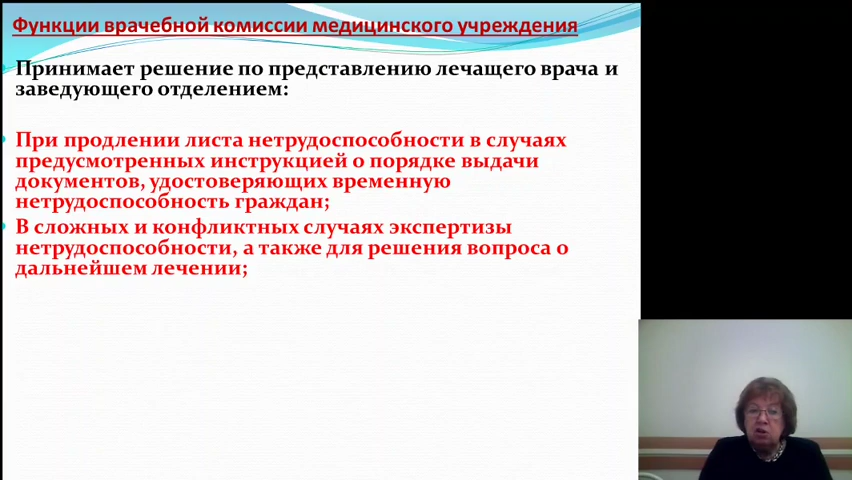 Функции врачебной комиссии медицинского учреждения
Принимает решение по представлению лечащего врача и
заведующего отделением:
При продлении листа нетрудоспособности в случаях
предусмотренных инструкцией о порядке выдачи
документов, удостоверяющих временную
нетрудоспособность граждан;
В сложных и конфликтных случаях экспертизы
нетрудоспособности, а также для решения вопроса о
дальнейшем лечении;